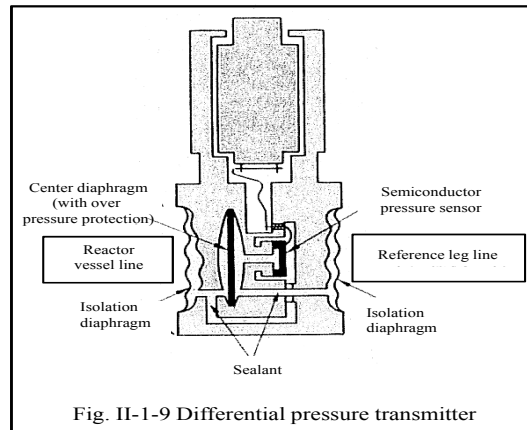 Center diaphragm
(with over
pressure protection)
Semiconductor
pressure sensor
Reactor
vessel line
Reference leg line
Isolation
diaphragm
Isolation
diaphragm
Sealant
Fig. II-1-9 Differential pressure transmitter